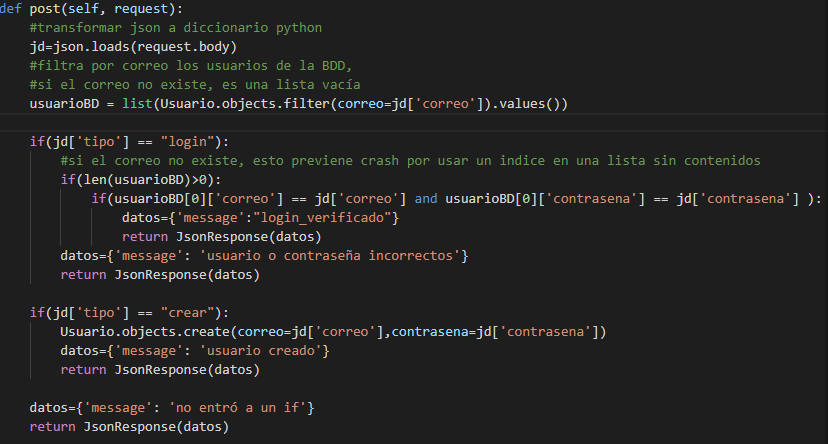 def post(self, request):
    #transformar json a diccionario python
    jd=json.loads(request.body)
    #filtra por correo los usuarios de la BDD,
    #si el correo no existe, es una lista vacía
    usuarioBD = list(Usuario.objects.filter(correo=jd['correo']).values())

    if(jd['tipo'] == "login"):
        #si el correo no existe, esto previene crash por usar un indice en una lista sin contenidos
        if(len(usuarioBD)>0):
            if(usuarioBD[0]['correo'] == jd['correo'] and usuarioBD[0]['contrasena'] == jd['contrasena'] ):
                datos={'message':"login_verificado"}
                return JsonResponse(datos)
        datos={'message': 'usuario o contraseña incorrectos'}
        return JsonResponse(datos)

    if(jd['tipo'] == "crear"):
        Usuario.objects.create(correo=jd['correo'],contrasena=jd['contrasena'])
        datos={'message': 'usuario creado'}
        return JsonResponse(datos)

    datos={'message': 'no entró a un if'}
    return JsonResponse(datos)